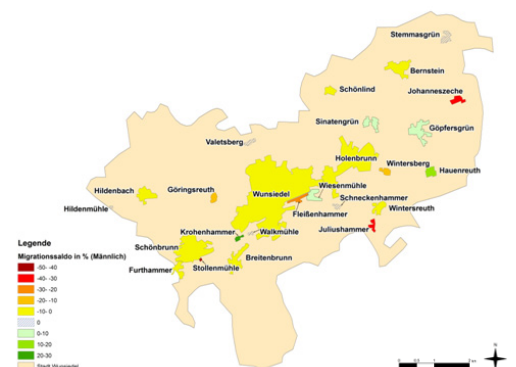 Stemmasgrün
Bernstein
Schönlind
Johanneszeche
Sinatengrün
Göpfersgrün
Valetsberg
Holenbrunn
Wintersberg
Hauenreuth
Hildenbach
Göringsreuth
Wunsiedel
Wiesenmühle
Schneckenhammer
Hildenmühle
Wintersreuth
Fleißenhammer
Krohenhammer
Walkmühle
Juliushammer
Schönbrunn
Breitenbrunn
Furthammer
Stollenmühle
Legende
Migrationssaldo in % (Männlich)
-50- -40
-40- -30
-30- -20
-20- -10
-10- 0
0
0-10
10-20
20-30
Stadt Wunsiedel
N